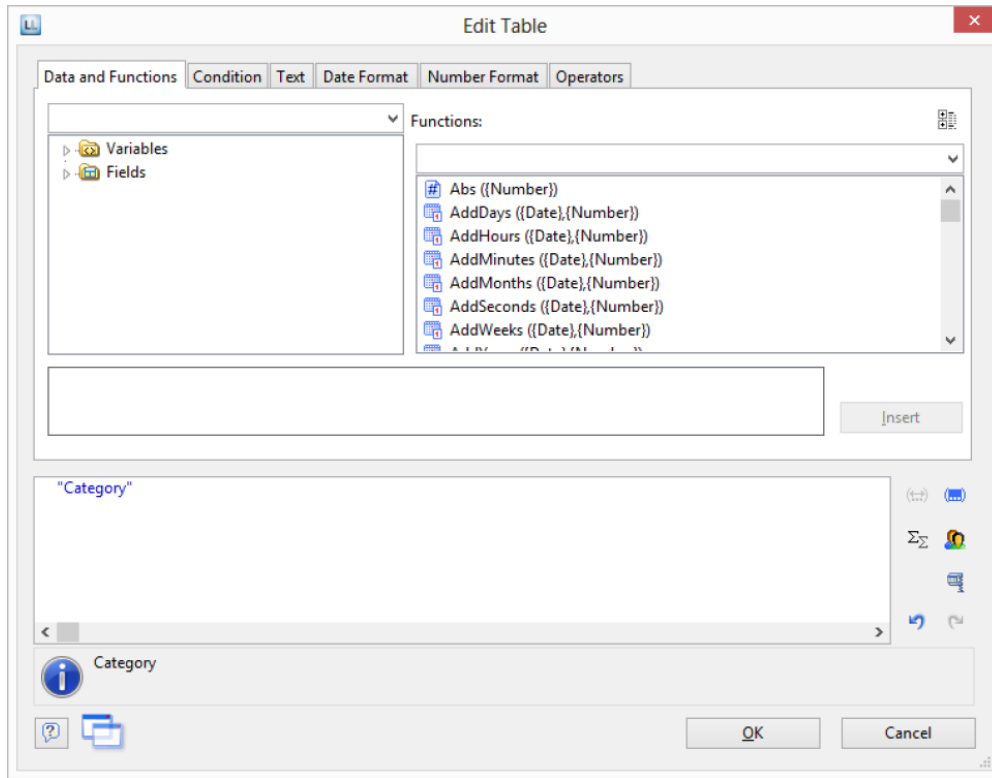 Edit Table
Data and Functions Condition Text Date Format Number Format Operators
Functions:
Variables
Fields
Abs ({Number})
AddDays ({Date},{Number})
AddHours ({Date},{Number})
AddMinutes ({Date},{Number})
AddMonths ({Date},{Number})
AddSeconds ({Date},{Number})
AddWeeks ({Date},{Number})
Insert
"Category"
Category
OK Cancel